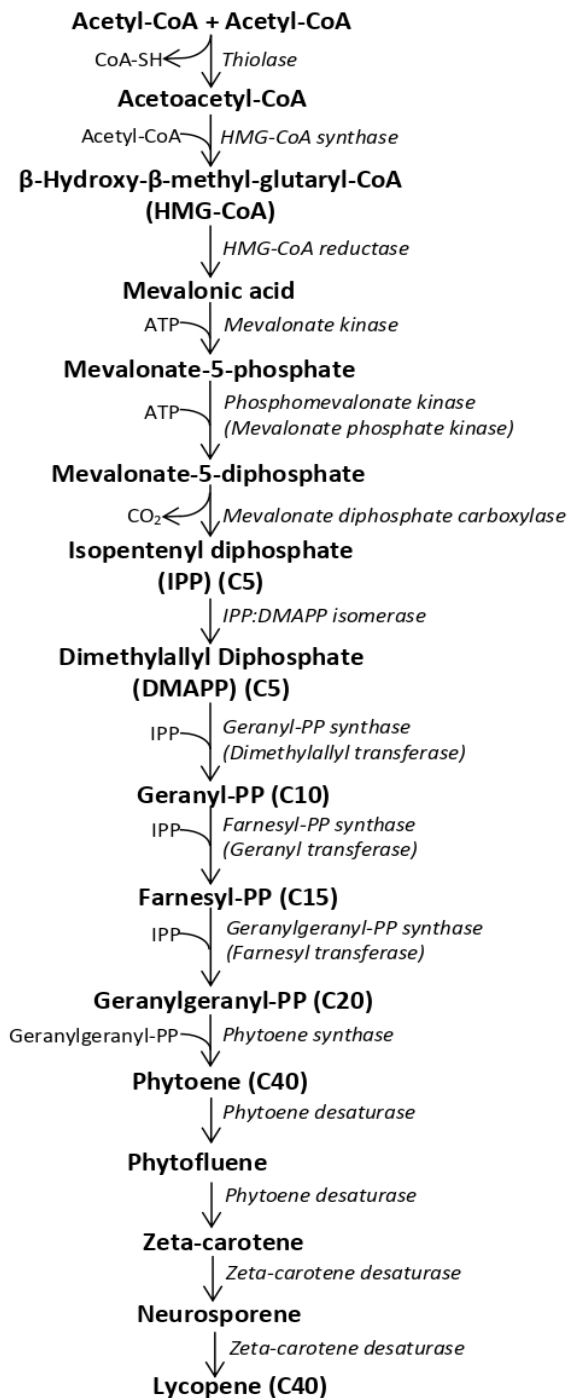 Acetyl-CoA + Acetyl-CoA
CoA-SH
Thiolase
Acetoacetyl-CoA
Acetyl-CoA
HMG-CoA synthase
β-Hydroxy-β-methyl-glutaryl-CoA
(HMG-CoA)
HMG-CoA reductase
Mevalonic acid
ATP
Mevalonate kinase
Mevalonate-5-phosphate
ATP
Phosphomevalonate kinase
(Mevalonate phosphate kinase)
Mevalonate-5-diphosphate
CO₂
Mevalonate diphosphate carboxylase
Isopentenyl diphosphate
(IPP) (C5)
IPP:DMAPP isomerase
Dimethylallyl Diphosphate
(DMAPP) (C5)
IPP
Geranyl-PP synthase
(Dimethylallyl transferase)
Geranyl-PP (C10)
IPP
Farnesyl-PP synthase
(Geranyl transferase)
Farnesyl-PP (C15)
IPP
Geranylgeranyl-PP synthase
(Farnesyl transferase)
Geranylgeranyl-PP (C20)
Geranylgeranyl-PP
Phytoene synthase
Phytoene (C40)
Phytoene desaturase
Phytofluene
Phytoene desaturase
Zeta-carotene
Zeta-carotene desaturase
Neurosporene
Zeta-carotene desaturase
Lycopene (C40)